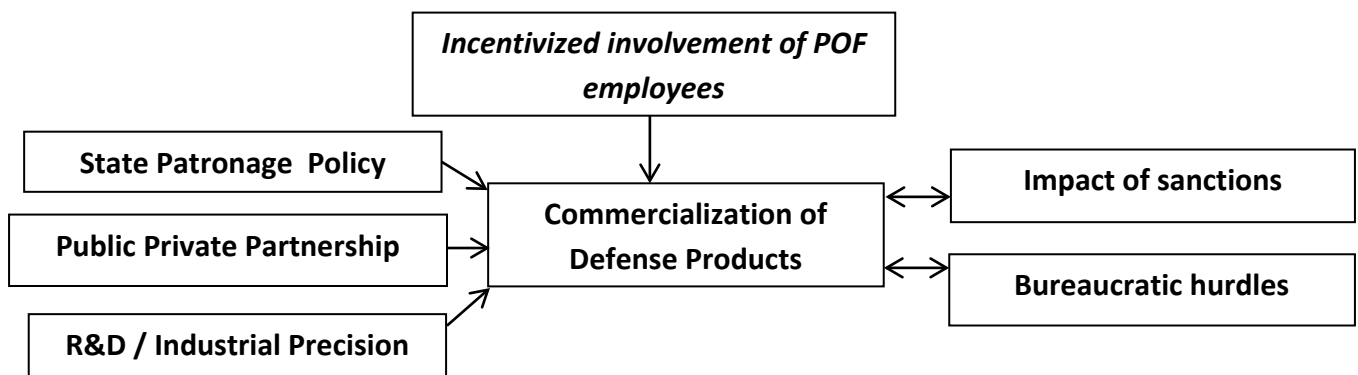 Incentivized involvement of POF
employees
State Patronage Policy
Public Private Partnership
R&D / Industrial Precision
Commercialization of
Defense Products
Impact of sanctions
Bureaucratic hurdles